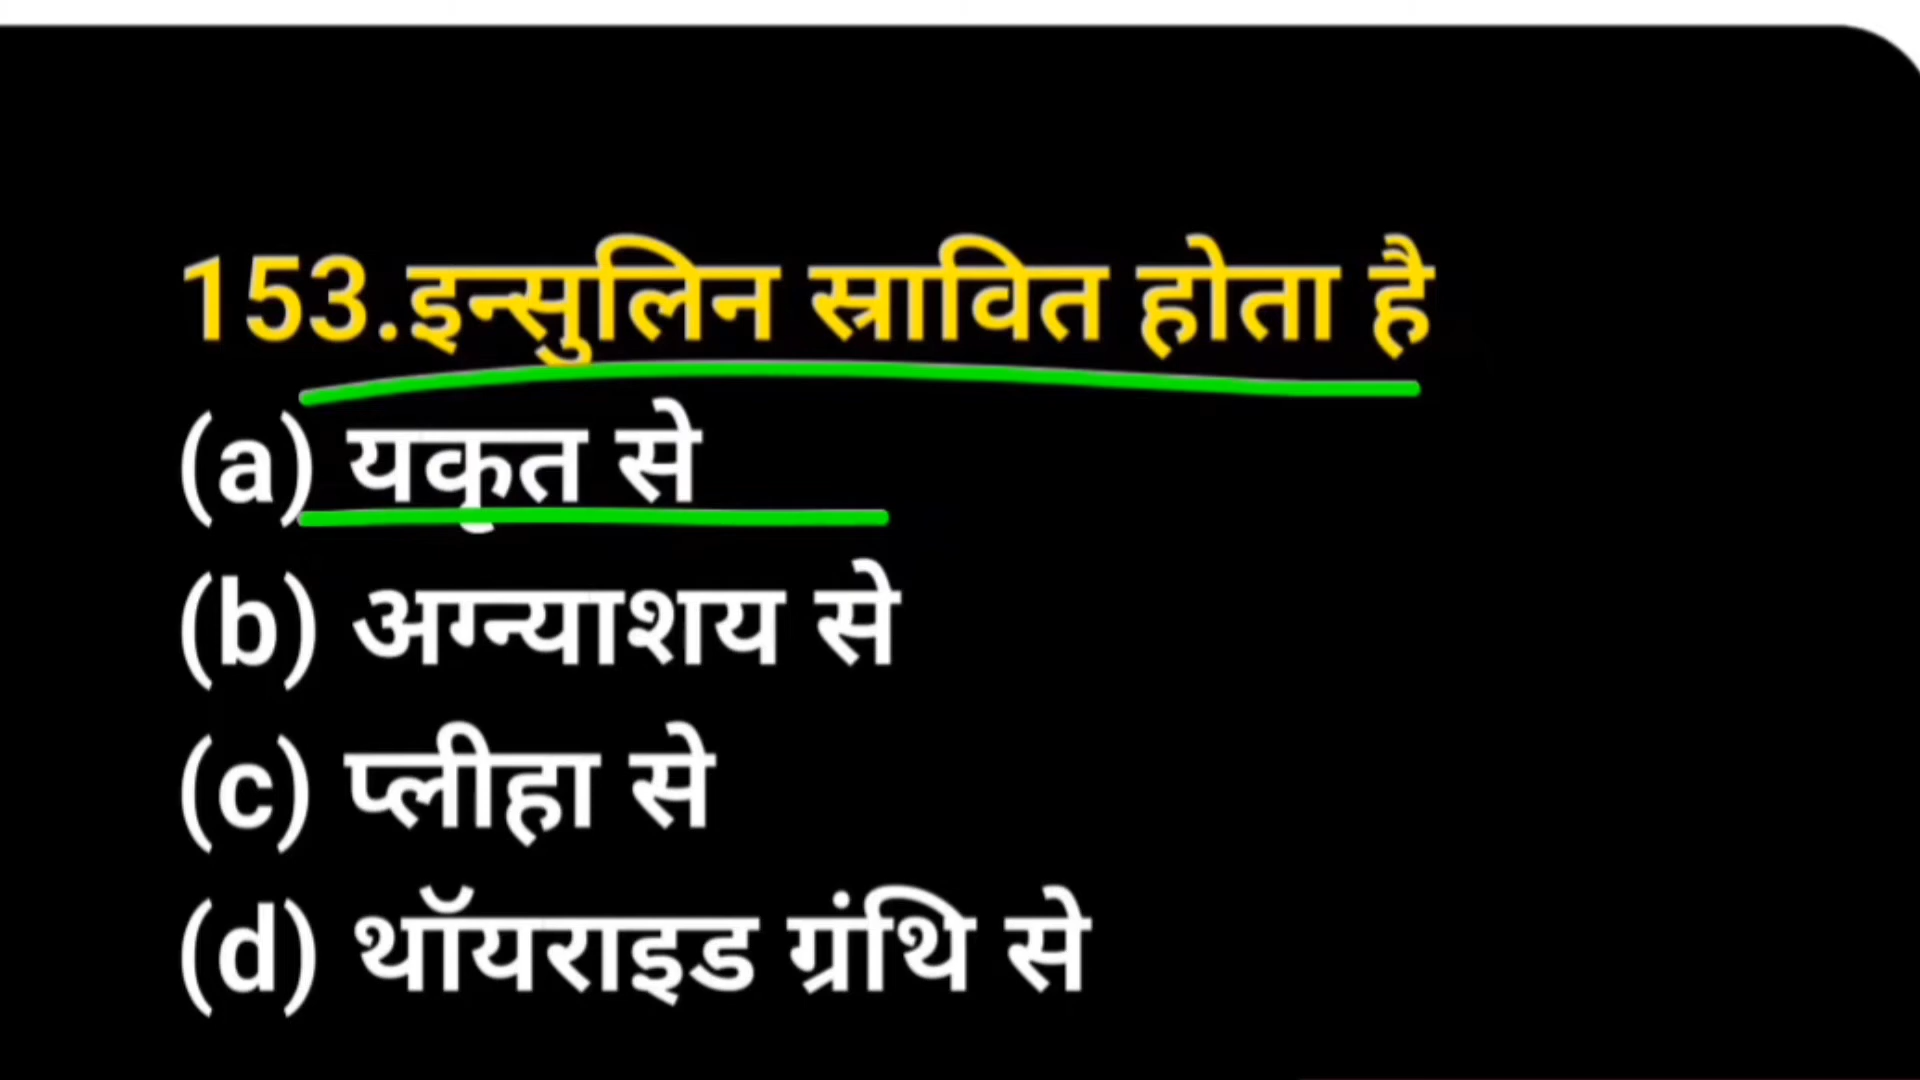 153.इन्सुलिन स्रावित होता है
(a) यकृत से
(b) अग्न्याशय से
(c) प्लीहा से
(d) थॉयराइड ग्रंथि से